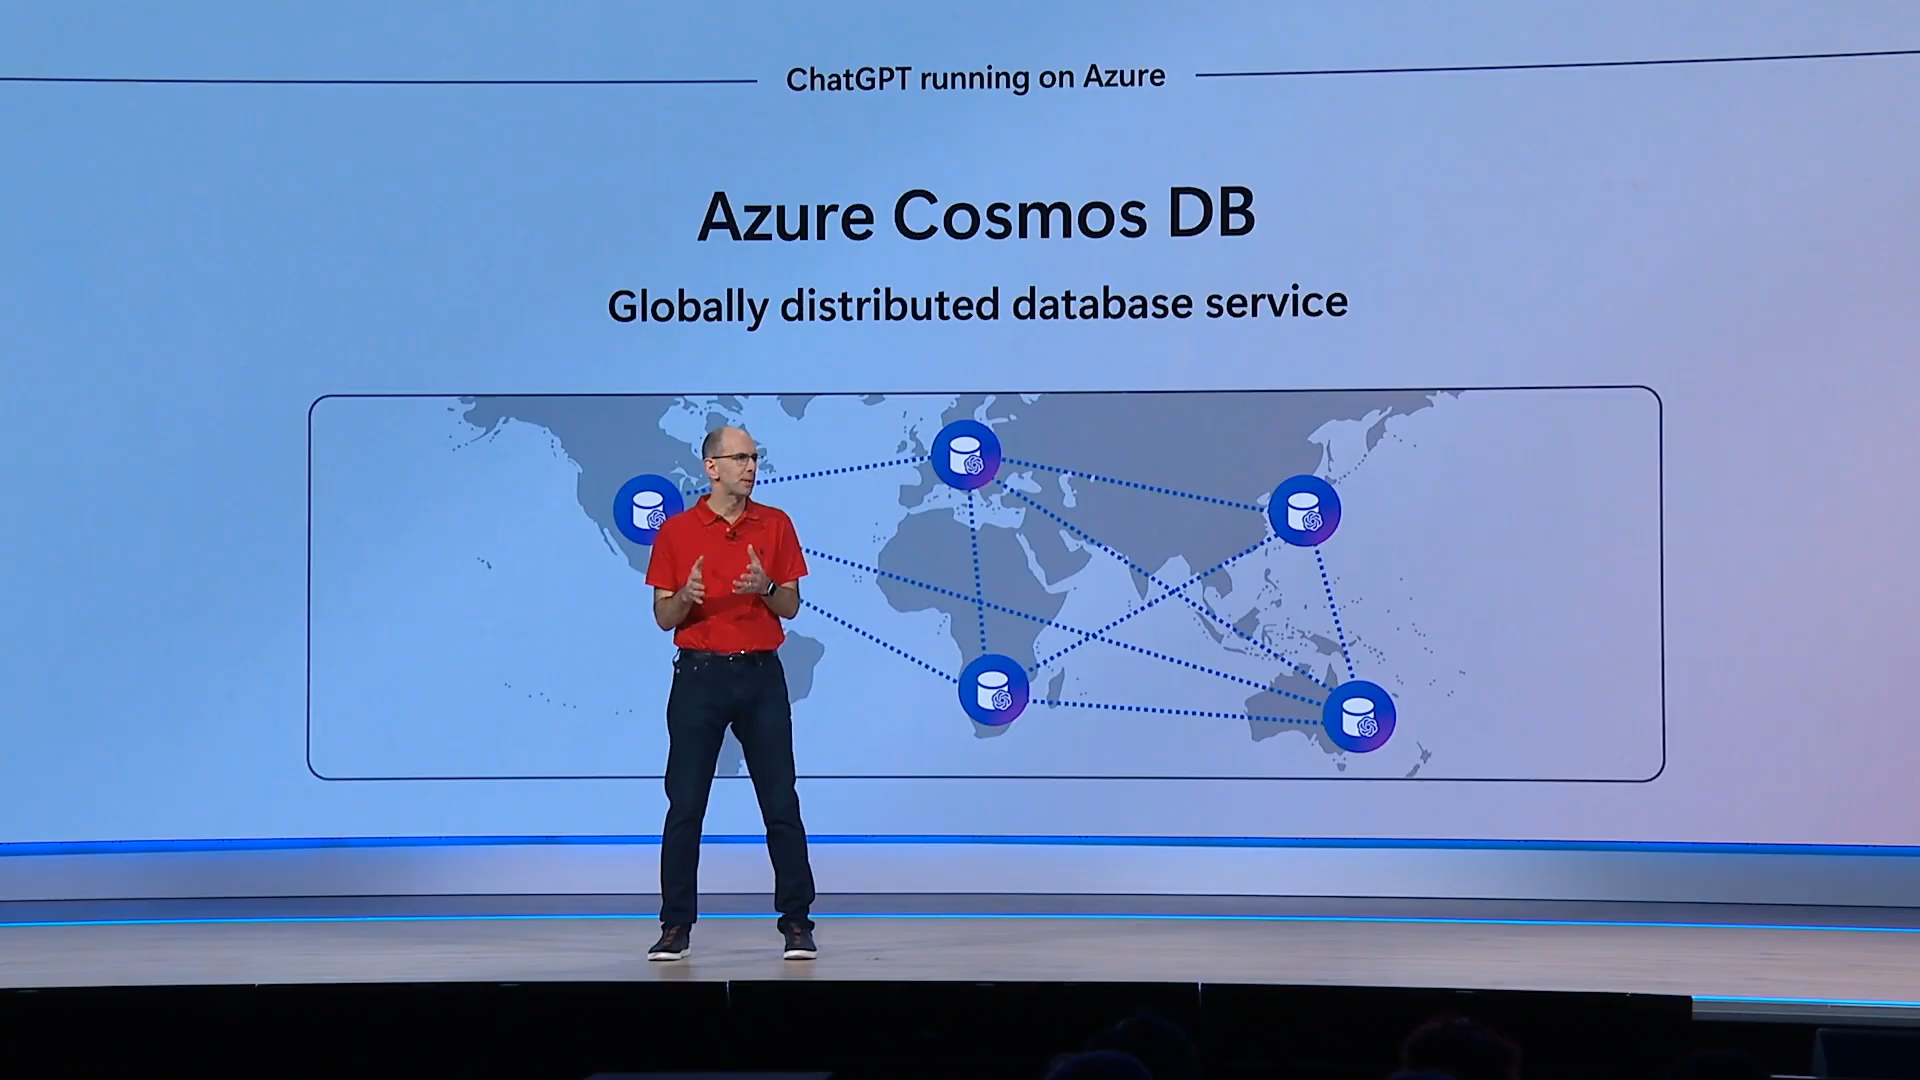 ChatGPT running on Azure
Azure Cosmos DB
Globally distributed database service